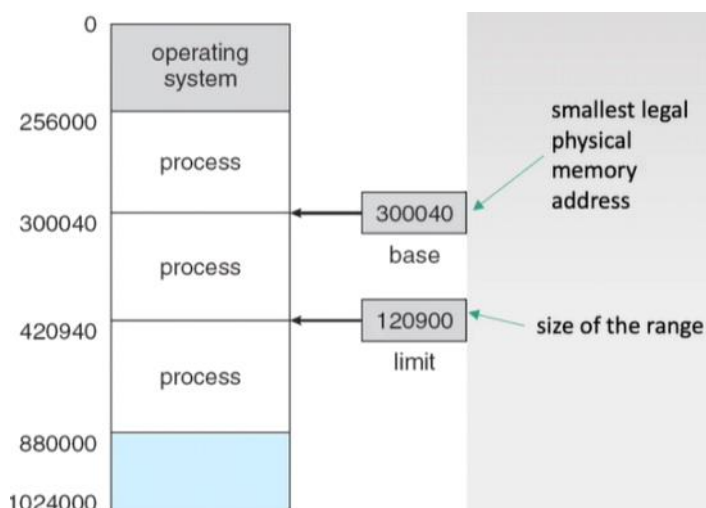 0
operating
system
256000
process
smallest legal
physical
memory
address
300040
300040
base
process
420940
120900
limit
size of the range
process
880000
1024000